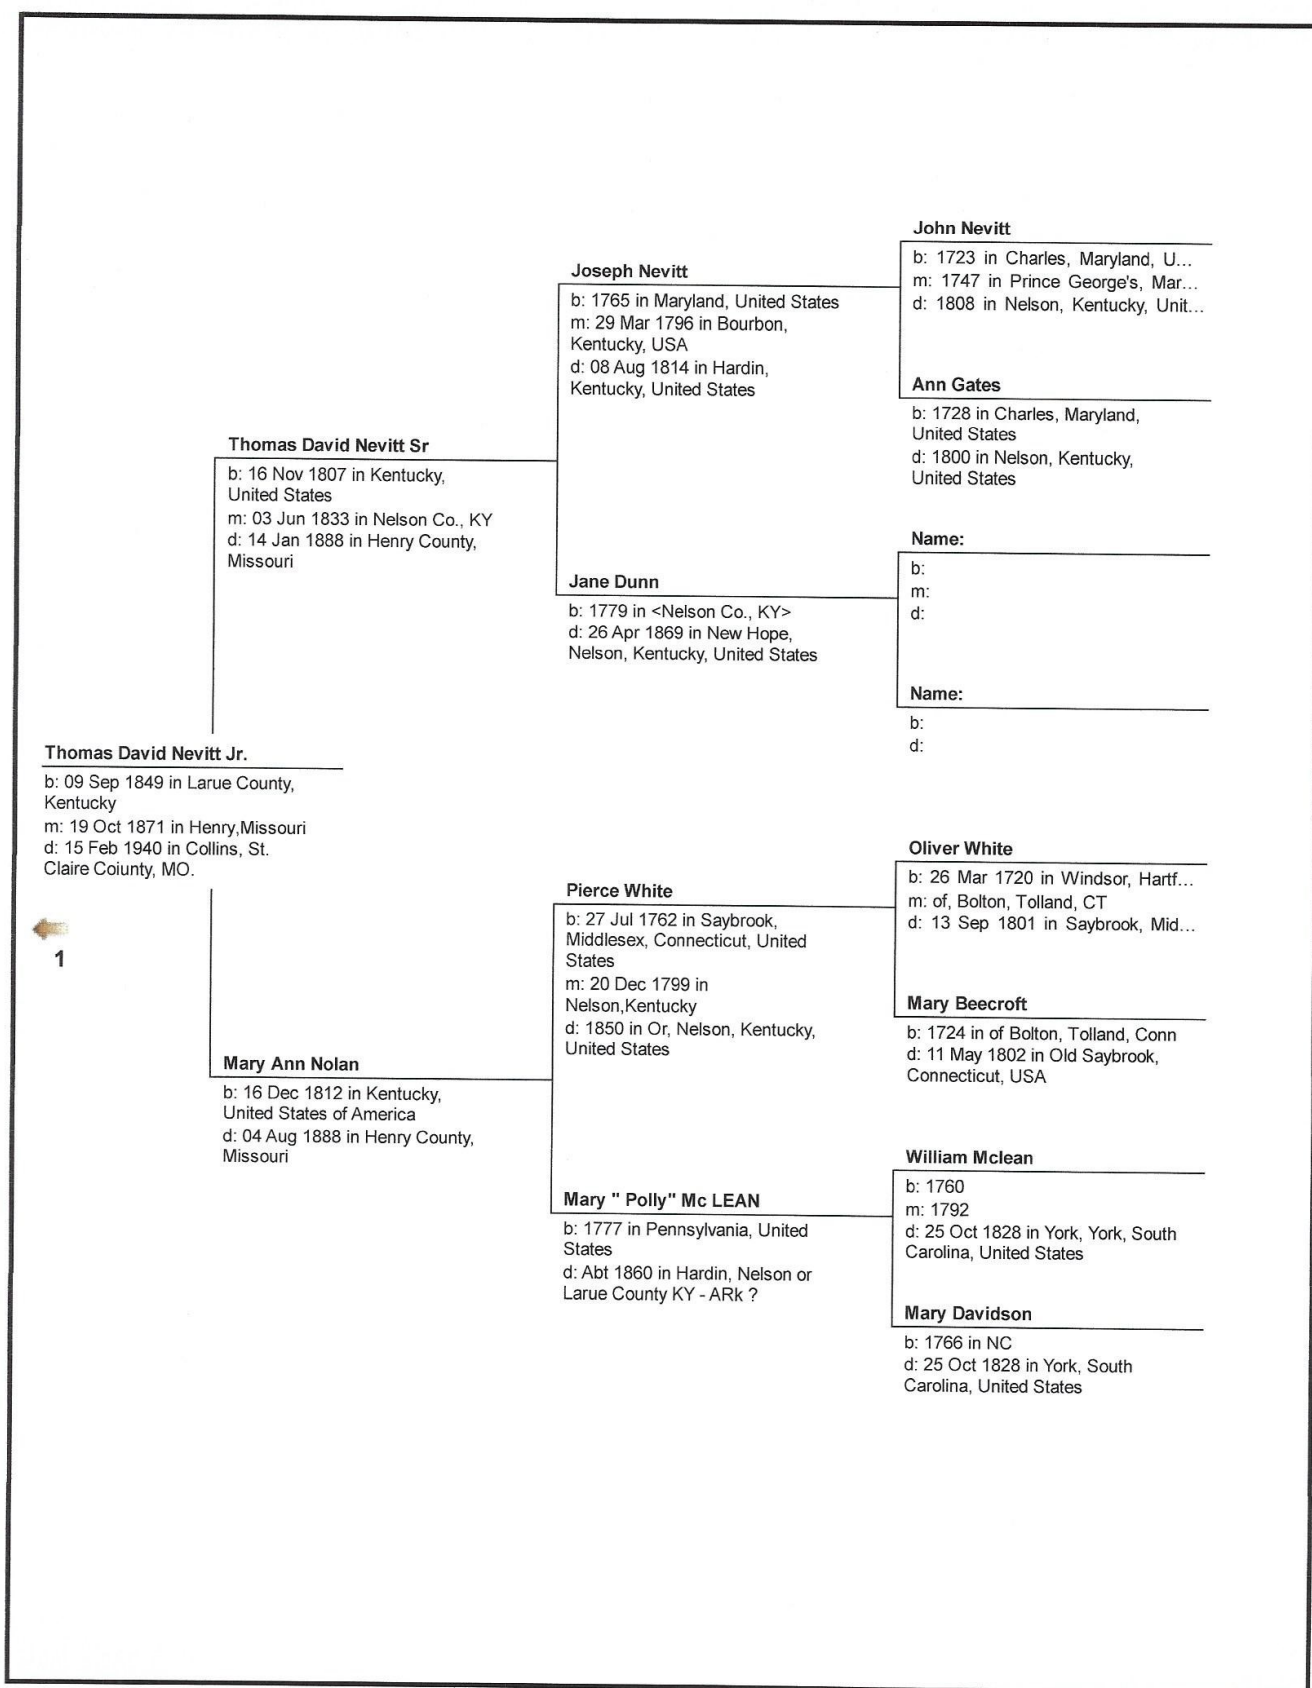 John Nevitt
b: 1723 in Charles, Maryland, U...
m: 1747 in Prince George's, Mar...
d: 1808 in Nelson, Kentucky, Unit...
Joseph Nevitt
b: 1765 in Maryland, United States
m: 29 Mar 1796 in Bourbon,
Kentucky, USA
d: 08 Aug 1814 in Hardin,
Kentucky, United States
Ann Gates
b: 1728 in Charles, Maryland,
United States
d: 1800 in Nelson, Kentucky,
United States
Thomas David Nevitt Sr
b: 16 Nov 1807 in Kentucky,
United States
m: 03 Jun 1833 in Nelson Co., KY
d: 14 Jan 1888 in Henry County,
Missouri
Name:
b:
m:
d:
Jane Dunn
b: 1779 in <Nelson Co., KY>
d: 26 Apr 1869 in New Hope,
Nelson, Kentucky, United States
Name:
b:
d:
Thomas David Nevitt Jr.
b: 09 Sep 1849 in Larue County,
Kentucky
m: 19 Oct 1871 in Henry,Missouri
d: 15 Feb 1940 in Collins, St.
Claire Coiunty, MO.
1
Oliver White
b: 26 Mar 1720 in Windsor, Hartf...
m: of, Bolton, Tolland, CT
d: 13 Sep 1801 in Saybrook, Mid...
Pierce White
b: 27 Jul 1762 in Saybrook,
Middlesex, Connecticut, United
States
m: 20 Dec 1799 in
Nelson,Kentucky
d: 1850 in Or, Nelson, Kentucky,
United States
Mary Beecroft
b: 1724 in of Bolton, Tolland, Conn
d: 11 May 1802 in Old Saybrook,
Connecticut, USA
Mary Ann Nolan
b: 16 Dec 1812 in Kentucky,
United States of America
d: 04 Aug 1888 in Henry County,
Missouri
William Mclean
b: 1760
m: 1792
d: 25 Oct 1828 in York, York, South
Carolina, United States
Mary " Polly" Mc LEAN
b: 1777 in Pennsylvania, United
States
d: Abt 1860 in Hardin, Nelson or
Larue County KY - ARk ?
Mary Davidson
b: 1766 in NC
d: 25 Oct 1828 in York, South
Carolina, United States